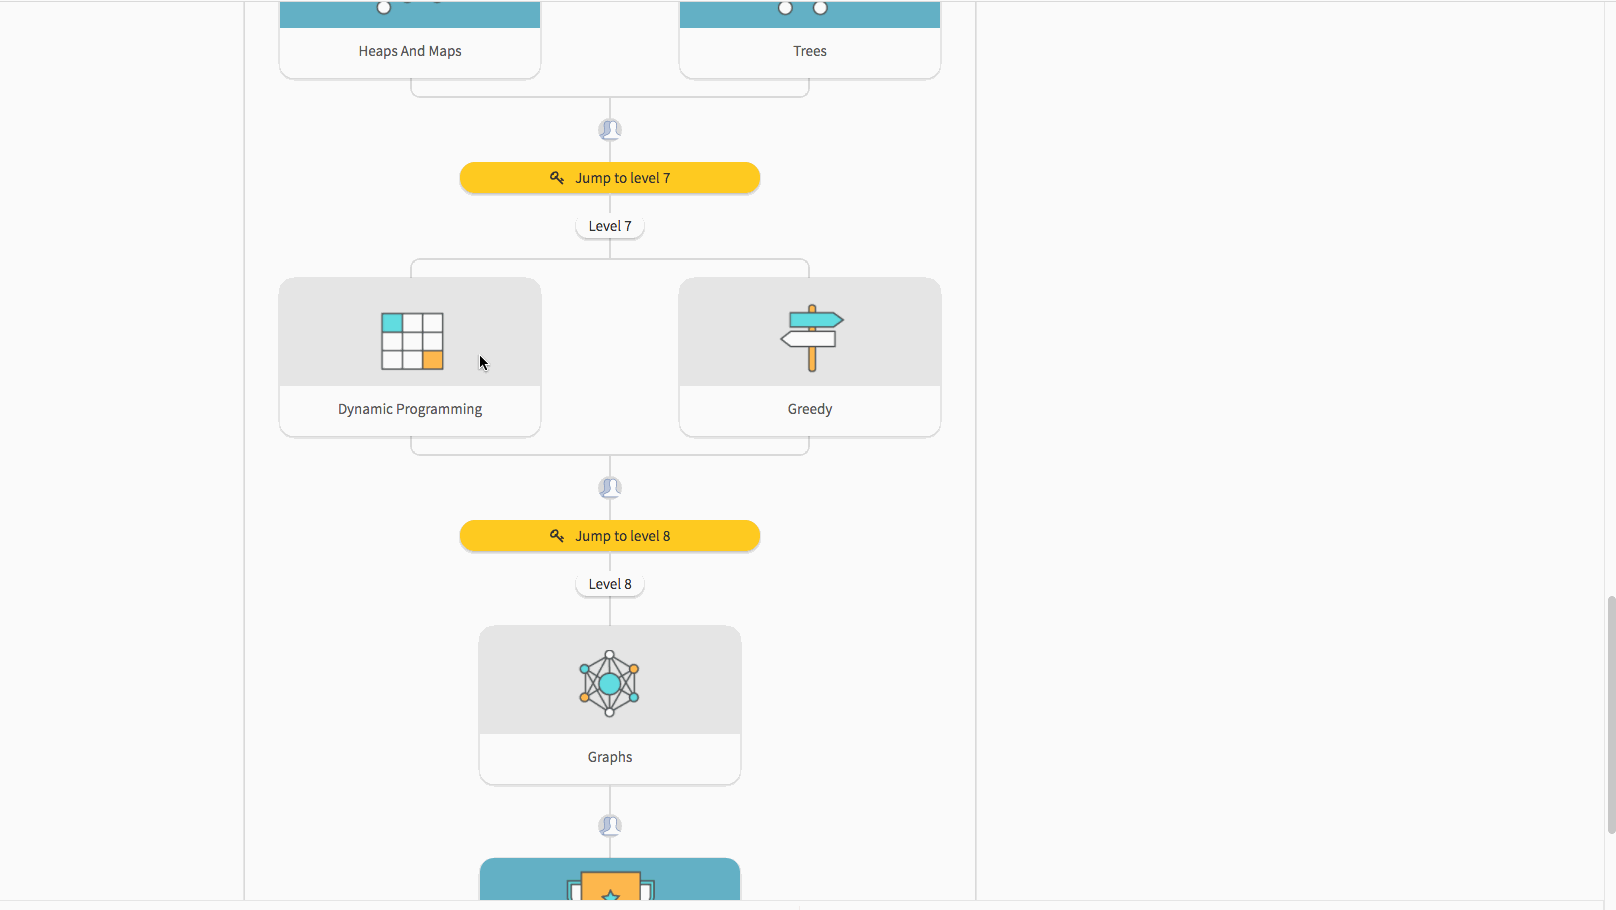 Heaps And Maps
Trees
Jump to level 7
Level 7
Dynamic Programming
Greedy
Jump to level 8
Level 8
Graphs